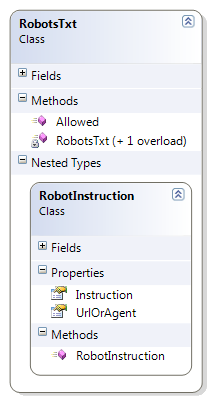 RobotsTxt
Class
Fields
Methods
Allowed
RobotsTxt (+ 1 overload)
Nested Types
RobotInstruction
Class
Fields
Properties
Instruction
UrlOrAgent
Methods
RobotInstruction